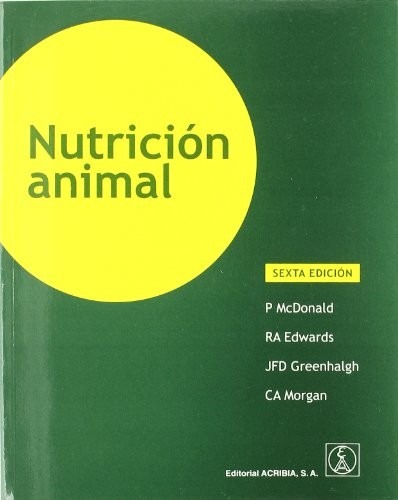 Nutrición
animal
SEXTA EDICIÓN
P McDonald
RA Edwards
JFD Greenhalgh
CA Morgan
Editorial ACRIBIA, S. A.